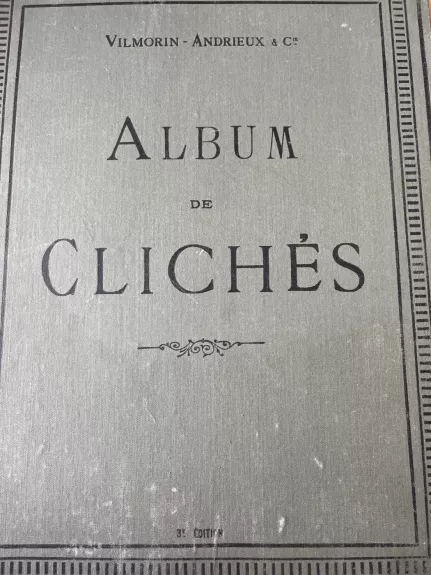 VILMORIN - ANDRIEUX & Cie
ALBUM
DE
CLICHÉS
3e ÉDITION